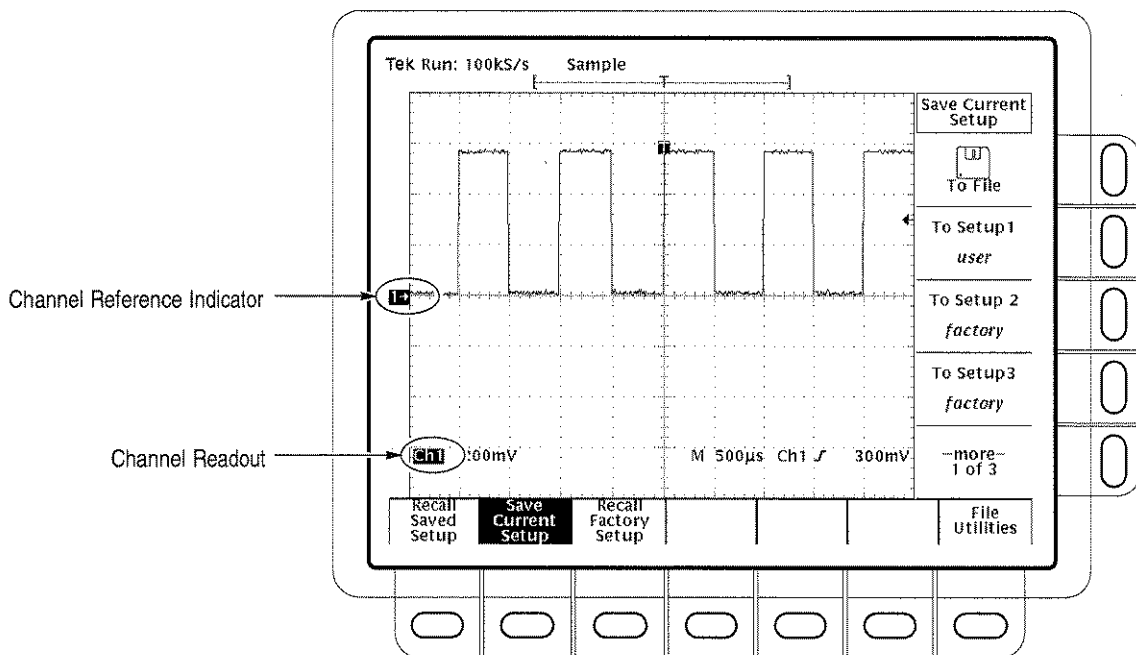 Tek Run: 100kS/s Sample
T
Save Current
Setup
To File
T
To Setup1
user
Channel Reference Indicator
1
To Setup 2
factory
To Setup3
factory
Channel Readout
Ch1 00mV M 500µs Ch1 300mV
—more—
1 of 3
Recall
Saved
Setup
Save
Current
Setup
Recall
Factory
Setup
File
Utilities